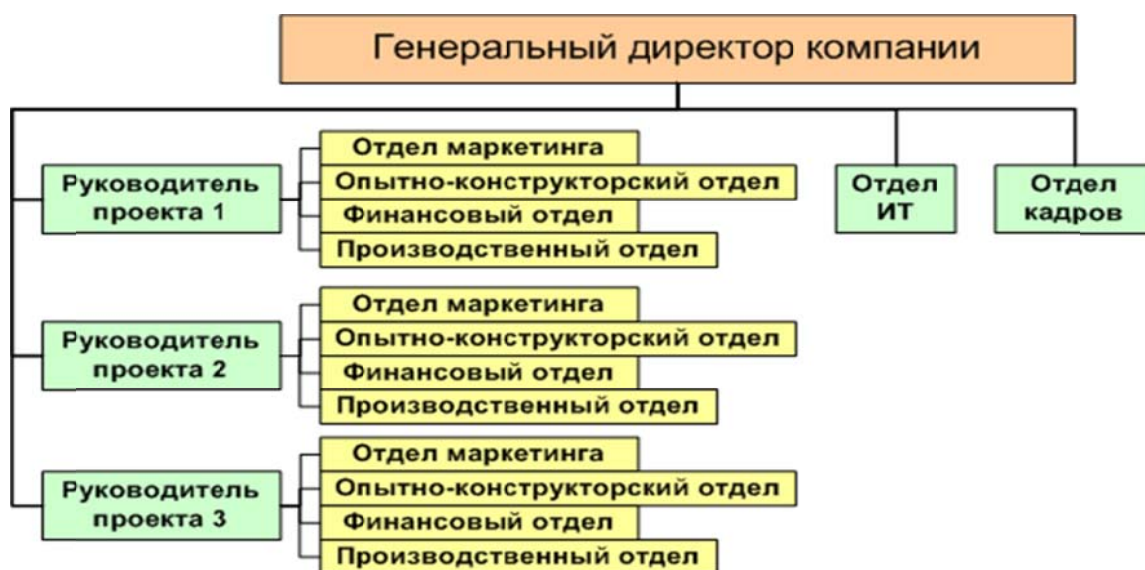 Генеральный директор компании
Руководитель
проекта 1
Отдел маркетинга
Опытно-конструкторский отдел
Финансовый отдел
Производственный отдел
Отдел
ИТ
Отдел
кадров
Руководитель
проекта 2
Отдел маркетинга
Опытно-конструкторский отдел
Финансовый отдел
Производственный отдел
Руководитель
проекта 3
Отдел маркетинга
Опытно-конструкторский отдел
Финансовый отдел
Производственный отдел